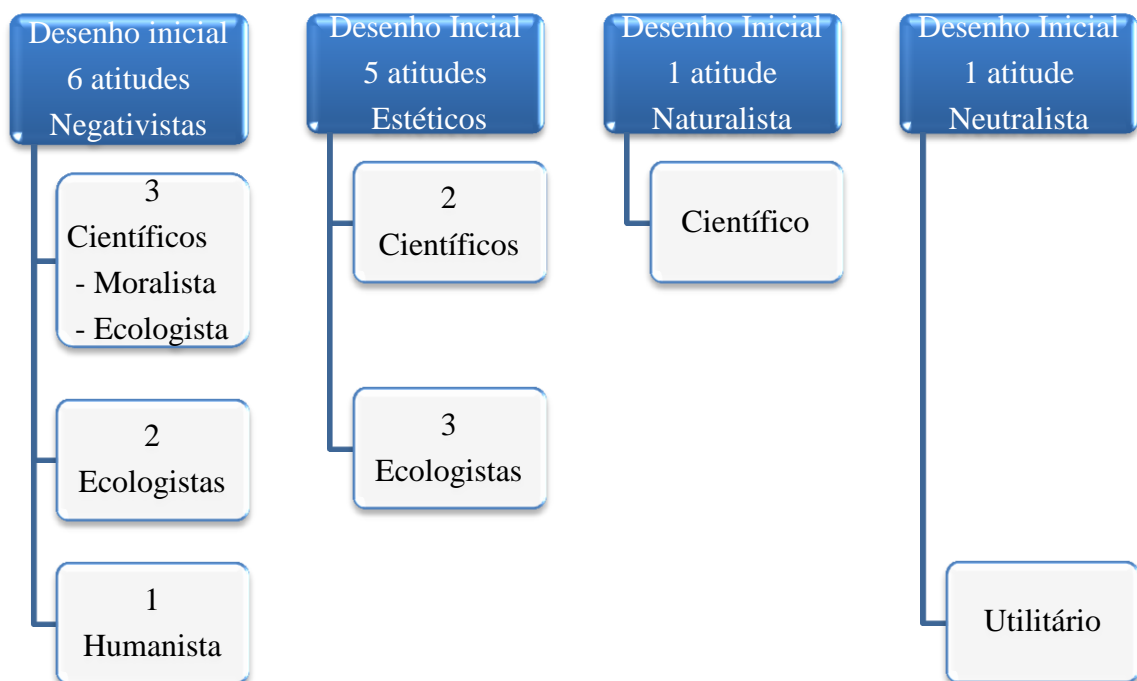 Desenho inicial
6 atitudes
Negativistas
3
Científicos
- Moralista
- Ecologista
2
Ecologistas
1
Humanista
Desenho Incial
5 atitudes
Estéticos
2
Científicos
3
Ecologistas
Desenho Inicial
1 atitude
Naturalista
Científico
Desenho Inicial
1 atitude
Neutralista
Utilitário